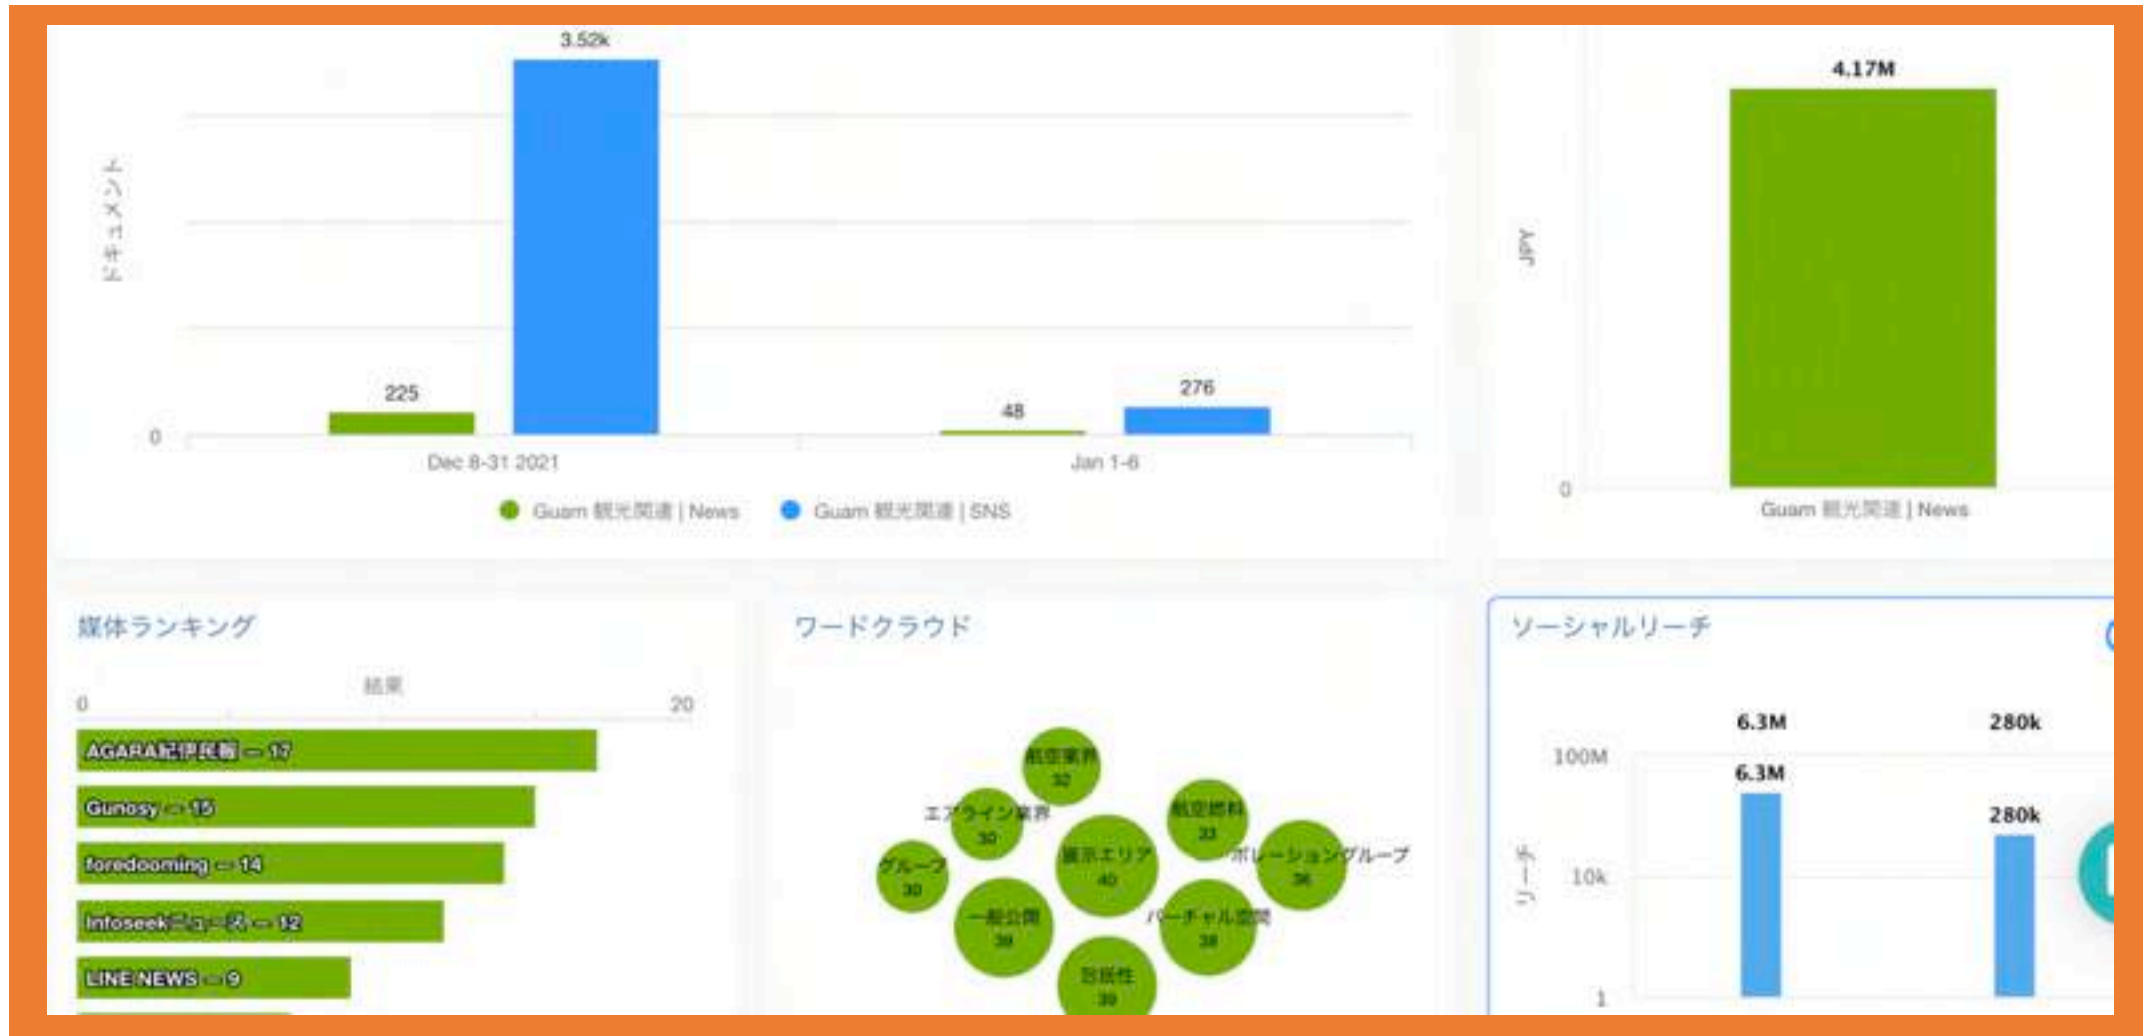 3.52k
4.17M
ドキュメント
JPY
225
48
276
0
Dec 8-31 2021
Jan 1-6
Guam 観光関連 | News
Guam 観光関連 | SNS
0
Guam 観光関連 | News
媒体ランキング
ワードクラウド
ソーシャルリーチ
結果
0
20
AGARA紀伊民報 — 17
Gunosy — 15
foredooming — 14
Infoseekニュース — 12
LINE NEWS — 9
航空業界
32
エアライン業界
30
航空燃料
33
グループ
30
展示エリア
40
ポレーショングループ
36
一般公開
39
バーチャル空間
38
包括性
39
6.3M
280k
100M
6.3M
280k
リーチ
10k
1